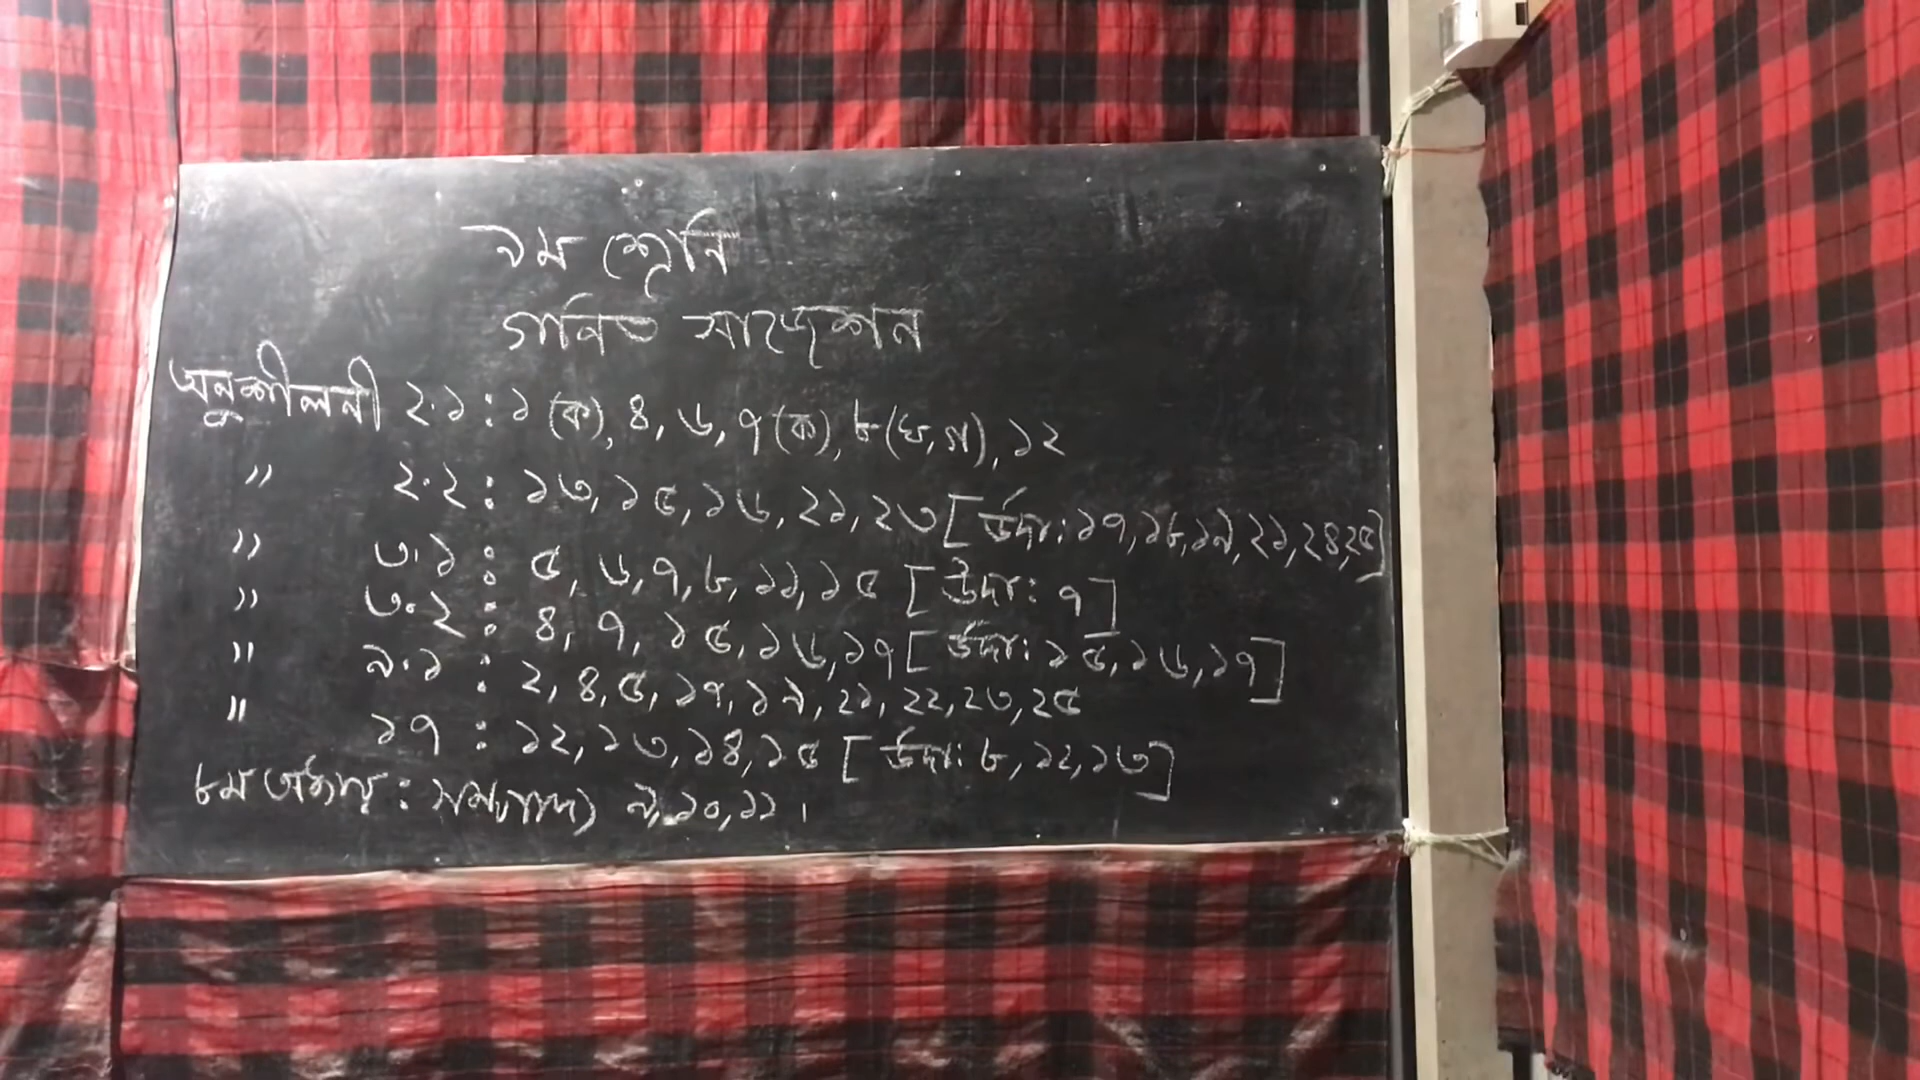 ৯ম শ্রেনি
গনিত সাজেশন
অনুশীলনী ২.১ : ১ (ক), ৪, ৬, ৭ (ক), ৮ (ঘ, গ), ১২
" ২.২ : ১৩, ১৫, ১৬, ২১, ২৩ [উদা: ১৭, ১৮, ১৯, ২১, ২৪, ২৫]
" ৩.১ : ৫, ৬, ৭, ৮, ১১, ১৫ [উদা: ৭]
" ৩.২ : ৪, ৭, ১৫, ১৬, ১৭ [উদা: ১৫, ১৬, ১৭]
" ৯.১ : ২, ৪, ৫, ১৭, ১৯, ২১, ২২, ২৩, ২৫
" ১৭ : ১২, ১৩, ১৪, ১৫ [উদা: ৮, ১২, ১৩]
৮ম অধ্যায় : সম্পাদ্য ৯, ১০, ১১।